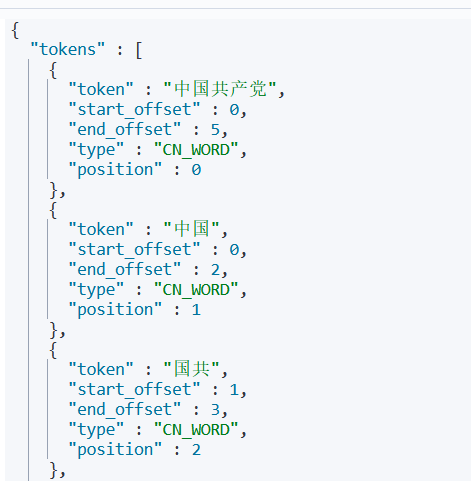 {
"tokens" : [
{
"token" : "中国共产党",
"start_offset" : 0,
"end_offset" : 5,
"type" : "CN_WORD",
"position" : 0
},
{
"token" : "中国",
"start_offset" : 0,
"end_offset" : 2,
"type" : "CN_WORD",
"position" : 1
},
{
"token" : "国共",
"start_offset" : 1,
"end_offset" : 3,
"type" : "CN_WORD",
"position" : 2
},